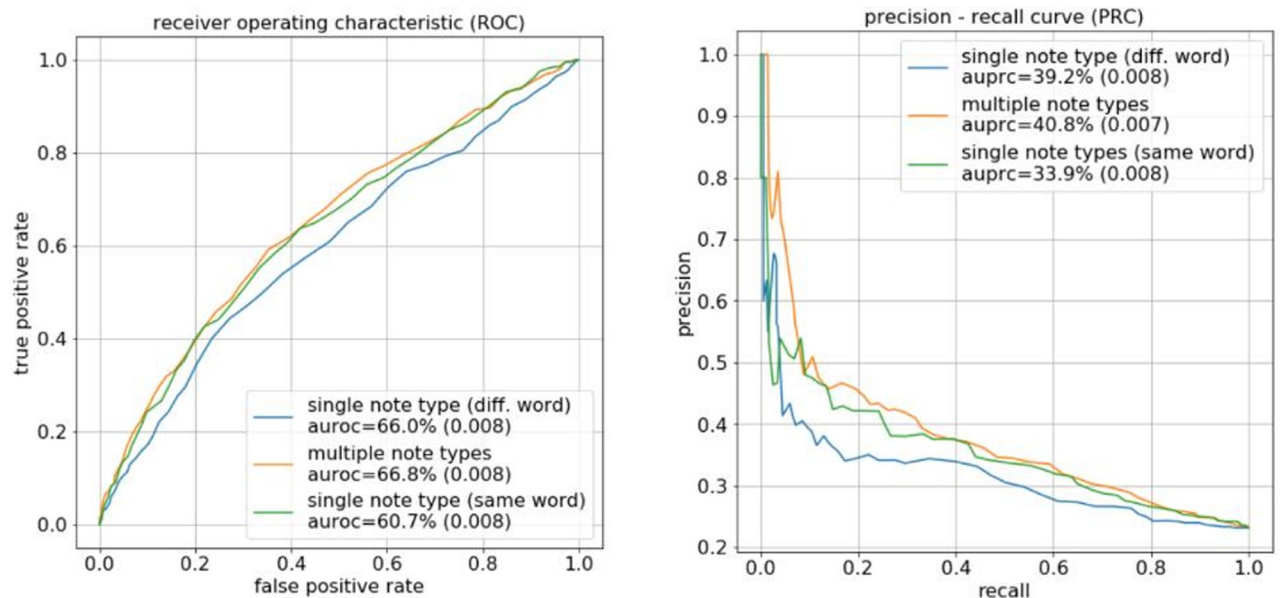 receiver operating characteristic (ROC)
true positive rate
1.0
0.8
0.6
0.4
0.2
0.0
single note type (diff. word)
auroc=66.0% (0.008)
multiple note types
auroc=66.8% (0.008)
single note type (same word)
auroc=60.7% (0.008)
0.0 0.2 0.4 0.6 0.8 1.0
false positive rate
precision - recall curve (PRC)
precision
1.0
0.9
0.8
0.7
0.6
0.5
0.4
0.3
0.2
single note type (diff. word)
auprc=39.2% (0.008)
multiple note types
auprc=40.8% (0.007)
single note types (same word)
auprc=33.9% (0.008)
0.0 0.2 0.4 0.6 0.8 1.0
recall